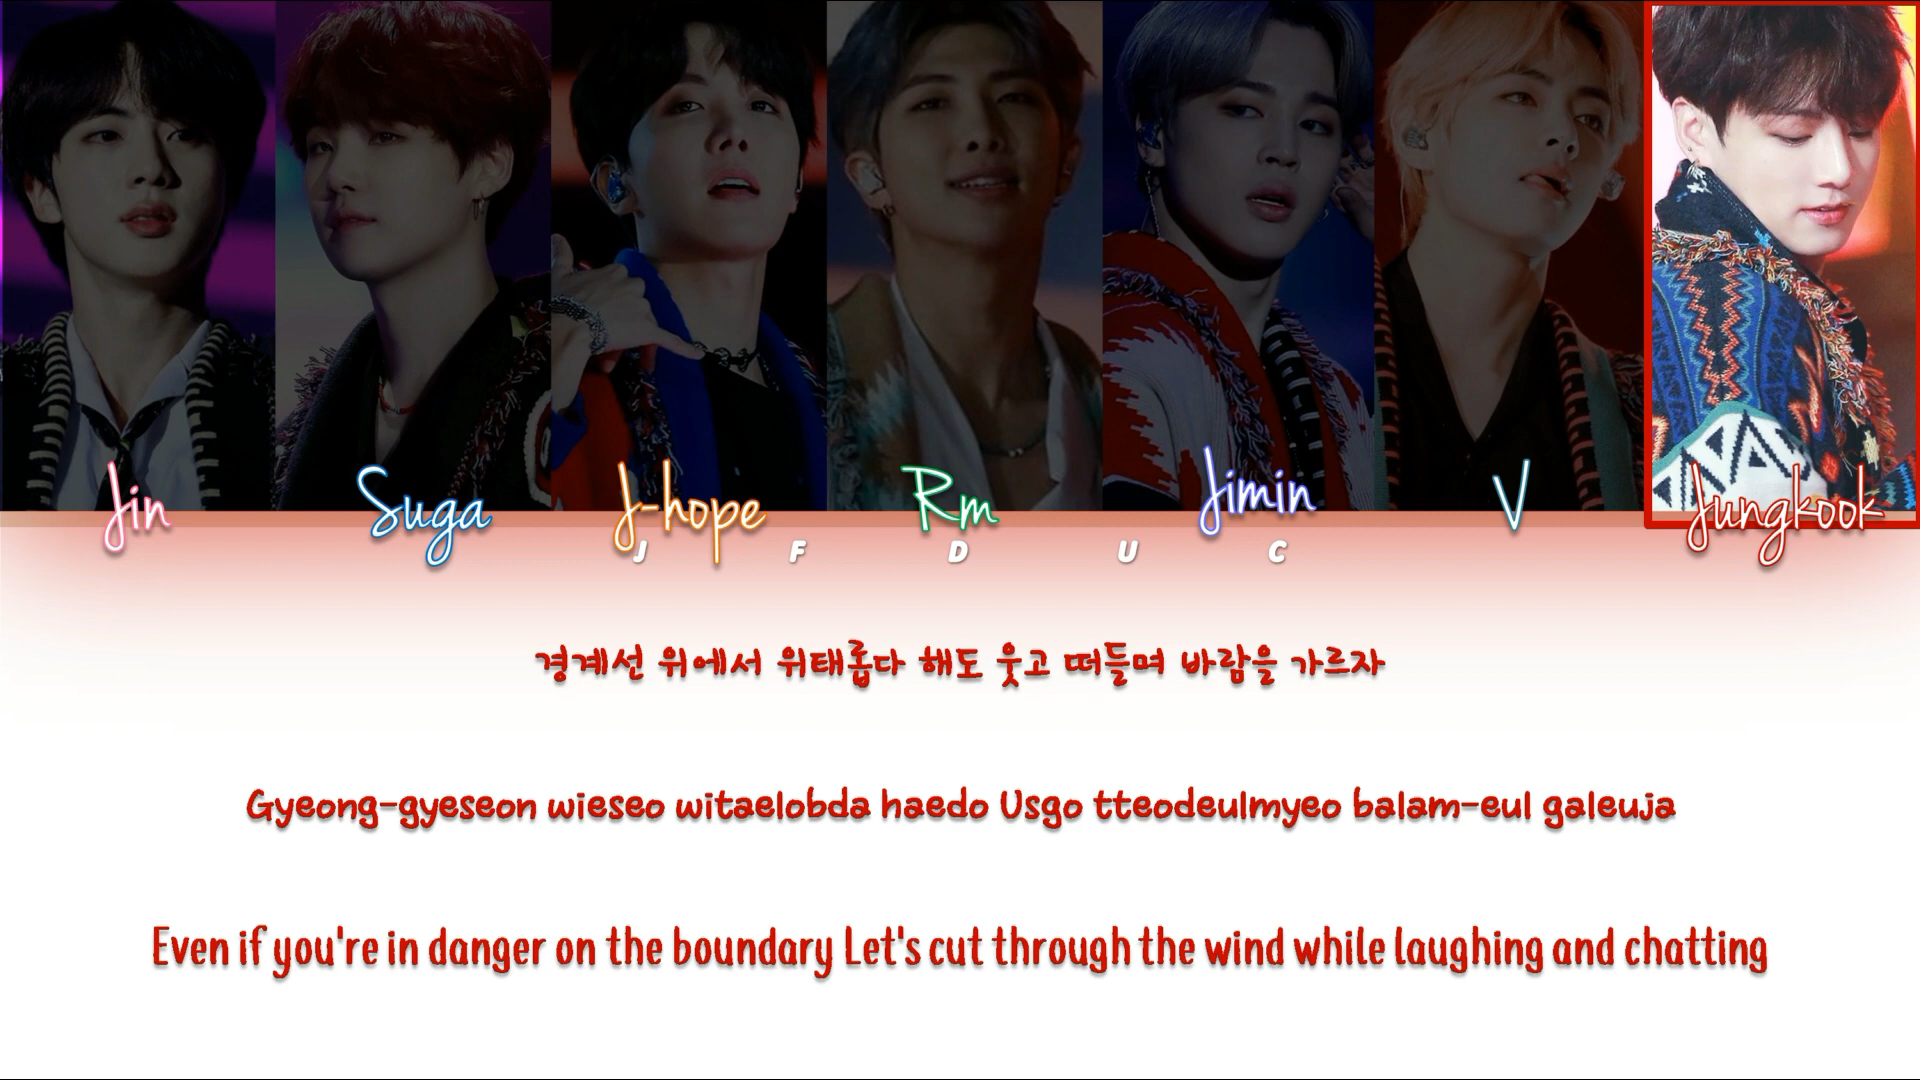 Jin Suga J-hope Rm Jimin V Jungkook
J F D U C
경계선 위에서 위태롭다 해도 웃고 떠들며 바람을 가르자
Gyeong-gyeseon wieseo witaelobda haedo Usgo tteodeulmyeo balam-eul galeuja
Even if you're in danger on the boundary Let's cut through the wind while laughing and chatting